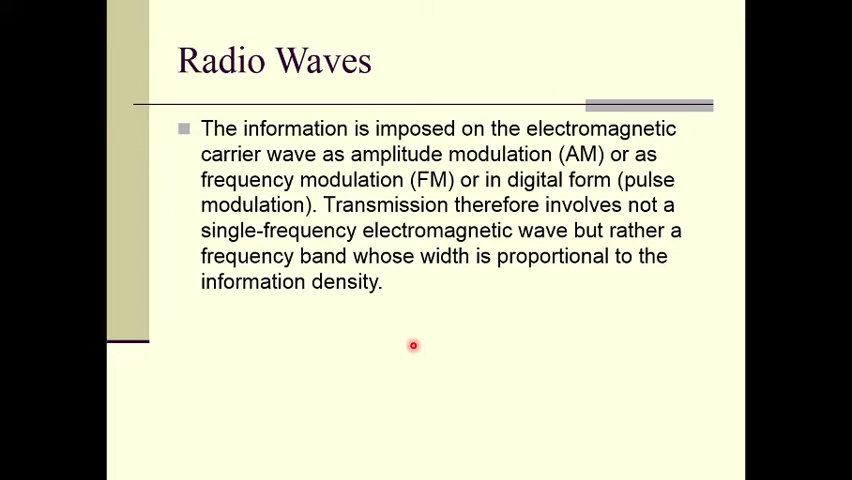 Radio Waves
The information is imposed on the electromagnetic
carrier wave as amplitude modulation (AM) or as
frequency modulation (FM) or in digital form (pulse
modulation). Transmission therefore involves not a
single-frequency electromagnetic wave but rather a
frequency band whose width is proportional to the
information density.